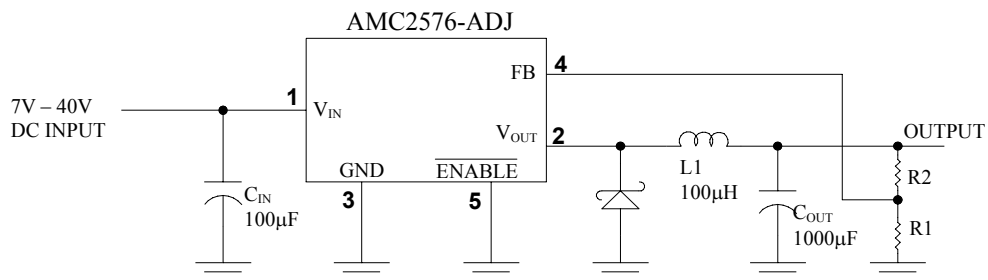 AMC2576-ADJ
FB
4
7V – 40V
DC INPUT
1
VIN
VOUT
2
OUTPUT
GND
ENABLE
3
5
CIN
100μF
L1
100μH
COUT
1000μF
R2
R1